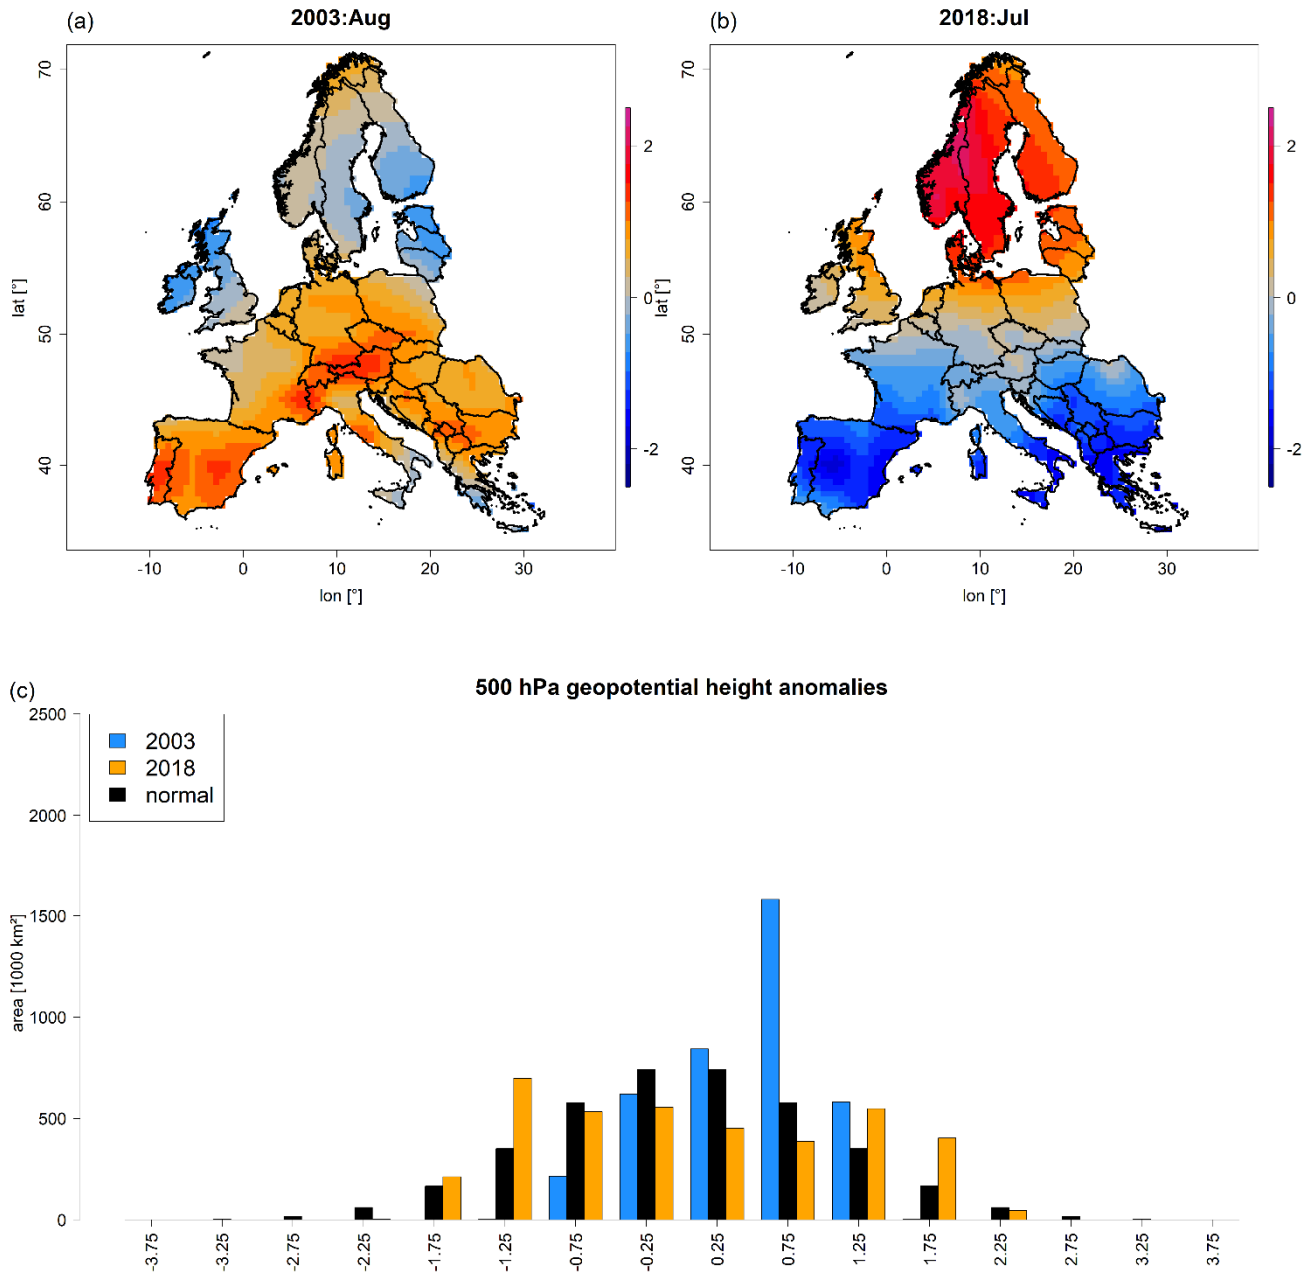 (a) 2003:Aug
70
60
50
40
lat [°]
-10 0 10 20 30
lon [°]
2
0
-2
(b) 2018:Jul
70
60
50
40
lat [°]
-10 0 10 20 30
lon [°]
2
0
-2
(c) 500 hPa geopotential height anomalies
2003
2018
normal
2500
2000
1500
1000
500
0
area [1000 km²]
-3.75 -3.25 -2.75 -2.25 -1.75 -1.25 -0.75 -0.25 0.25 0.75 1.25 1.75 2.25 2.75 3.25 3.75